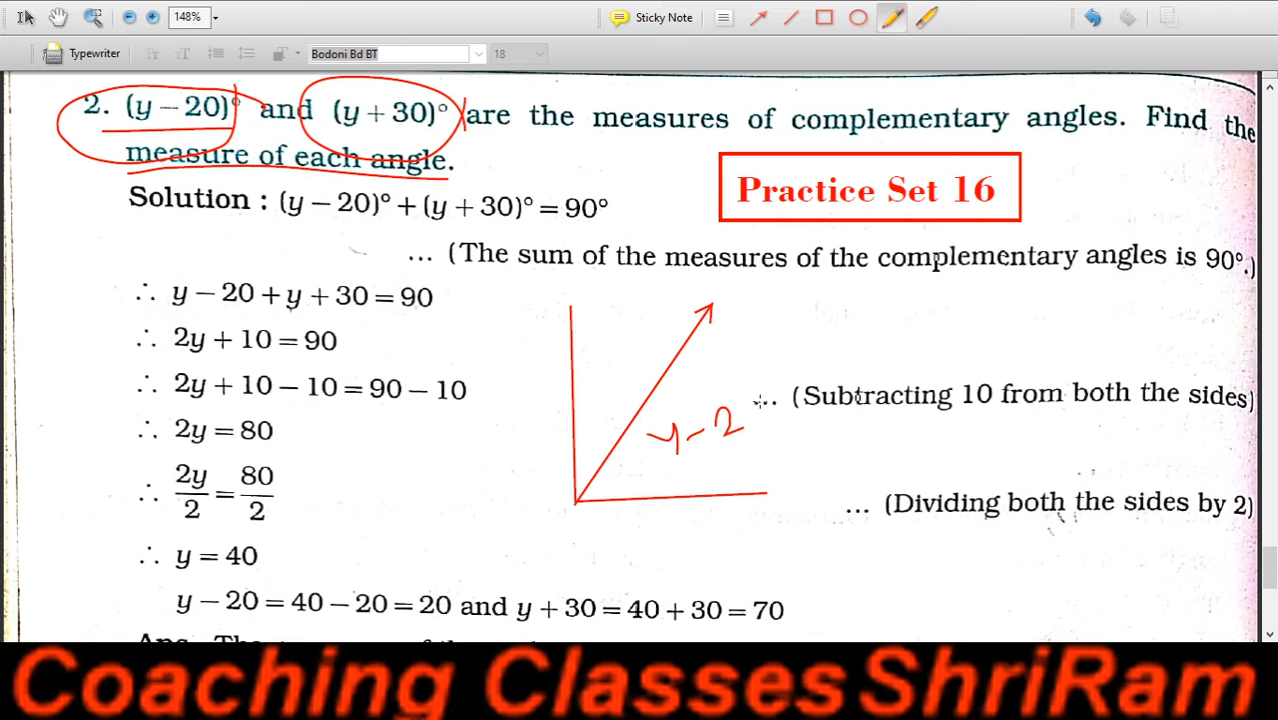 148%
Sticky Note
Typewriter
Bodoni Bd BT
18
2. (y – 20)° and (y + 30)° are the measures of complementary angles. Find the
measure of each angle.
Practice Set 16
Solution : (y – 20)° + (y + 30)° = 90°
... (The sum of the measures of the complementary angles is 90°.)
∴ y – 20 + y + 30 = 90
∴ 2y + 10 = 90
∴ 2y + 10 – 10 = 90 – 10
... (Subtracting 10 from both the sides)
y – 2
∴ 2y = 80
∴ 2y/2 = 80/2
... (Dividing both the sides by 2)
∴ y = 40
y – 20 = 40 – 20 = 20 and y + 30 = 40 + 30 = 70
Coaching Classes ShriRam